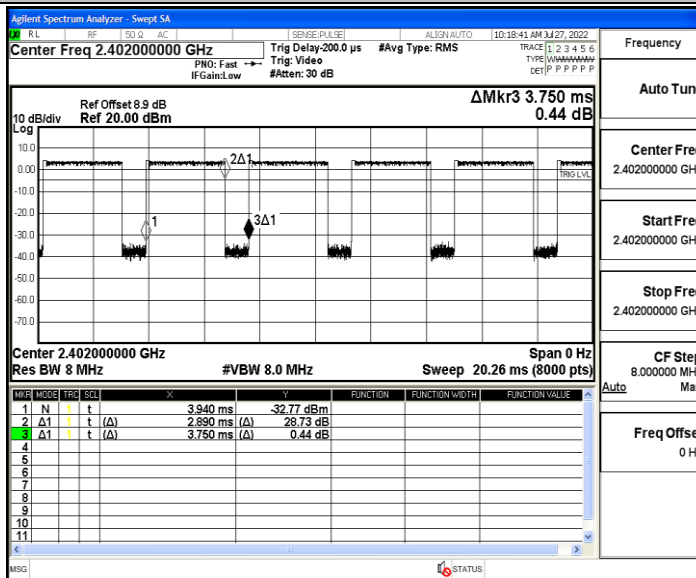 Agilent Spectrum Analyzer - Swept SA
LXI RL RF 50 Ω AC SENSE:PULSE ALIGN AUTO 10:18:41 AM Jul 27, 2022
Center Freq 2.402000000 GHz Trig Delay-200.0 µs #Avg Type: RMS TRACE 1 2 3 4 5 6
PNO: Fast Trig: Video TYPE WWWWWW
IFGain:Low #Atten: 30 dB DET P P P P P P
Frequency
Auto Tun
ΔMkr3 3.750 ms
Ref Offset 8.9 dB
10 dB/div Ref 20.00 dBm 0.44 dB
Log
10.0
0.00
-10.0
-20.0
-30.0
-40.0
-50.0
-60.0
-70.0
2Δ1
TRIG LVL
1
3Δ1
Center 2.402000000 GHz Span 0 Hz
Res BW 8 MHz #VBW 8.0 MHz Sweep 20.26 ms (8000 pts)
MKR MODE TRC SCL X Y FUNCTION FUNCTION WIDTH FUNCTION VALUE
1 N 1 t 3.940 ms -32.77 dBm
2 Δ1 1 t (Δ) 2.890 ms (Δ) 28.73 dB
3 Δ1 1 t (Δ) 3.750 ms (Δ) 0.44 dB
4
5
6
7
8
9
10
11
Center Fre
2.402000000 GH
Start Fre
2.402000000 GH
Stop Fre
2.402000000 GH
CF Step
8.000000 MH
Auto Ma
Freq Offse
0 H
MSG STATUS